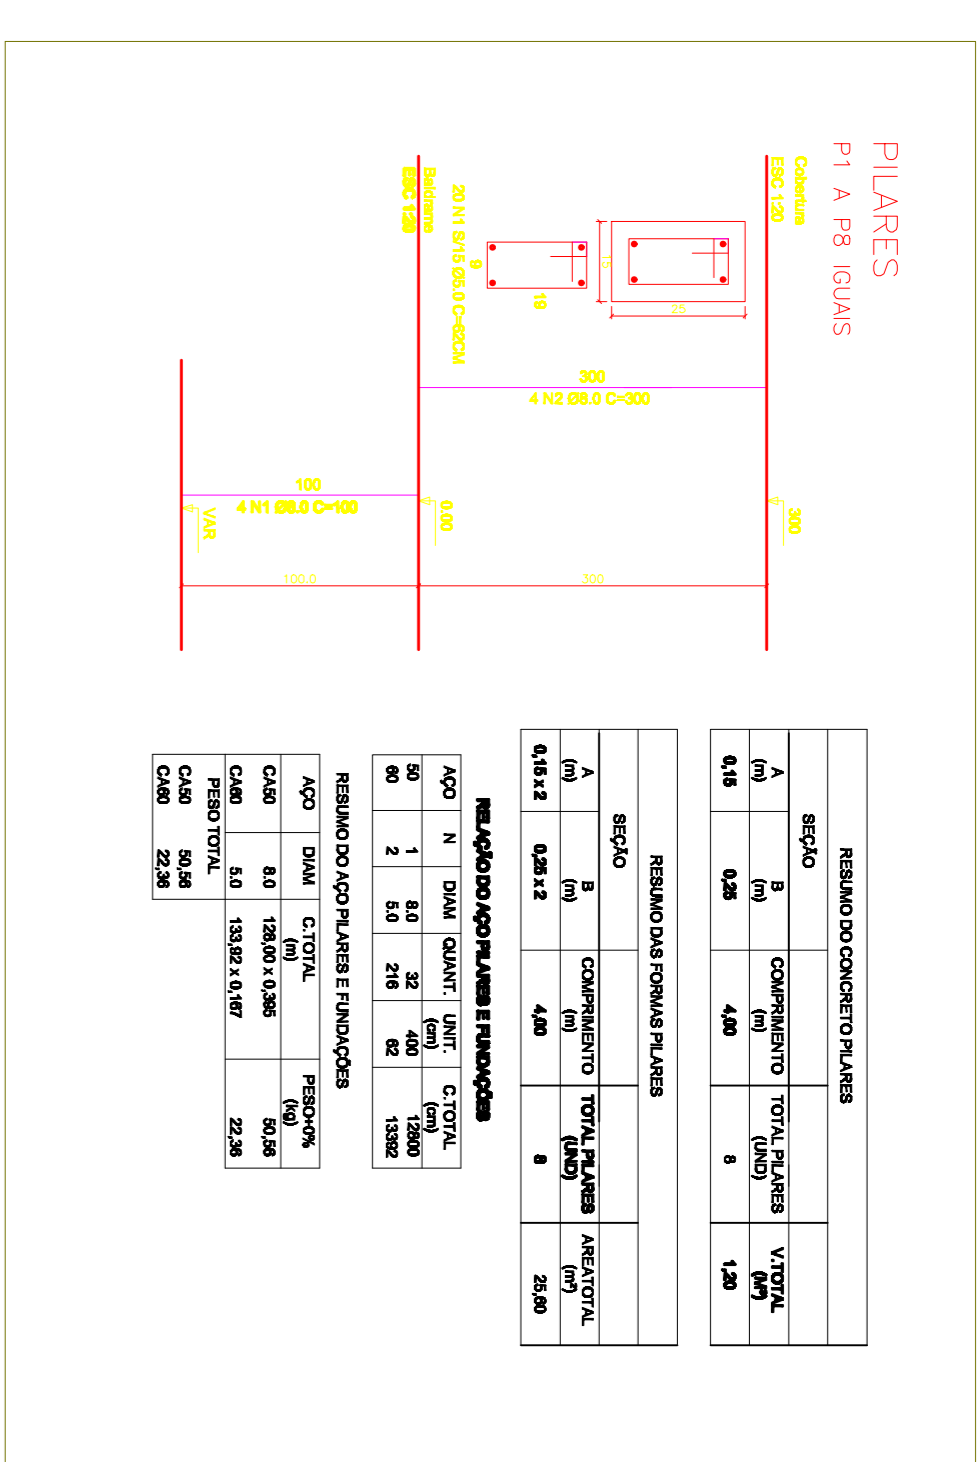 PILARES
P1 A P8 IGUAIS
Cobertura
ESC 1:20
300
15
25
19
9
20 N1 S/15 Ø5.0 C=62CM
300
4 N2 Ø8.0 C=300
300
Baldrame
ESC 1:20
0.00
100
4 N1 Ø8.0 C=100
100.0
VAR
RESUMO DO CONCRETO PILARES
SEÇÃO
A (m) B (m) COMPRIMENTO (m) TOTAL PILARES (UND) V.TOTAL (M³)
0,15 0,25 4,00 8 1,20
RESUMO DAS FORMAS PILARES
SEÇÃO
A (m) B (m) COMPRIMENTO (m) TOTAL PILARES (UND) AREATOTAL (m²)
0,15 x 2 0,25 x 2 4,00 8 25,60
RELAÇÃO DO AÇO PILARES E FUNDAÇÕES
AÇO N DIAM QUANT. UNIT. (cm) C.TOTAL (cm)
50 1 8.0 32 400 12800
60 2 5.0 216 62 13392
RESUMO DO AÇO PILARES E FUNDAÇÕES
AÇO DIAM C.TOTAL (m) PESO+0% (kg)
CA50 8.0 128,00 x 0,395 50,56
CA60 5.0 133,92 x 0,167 22,36
PESO TOTAL
CA50 50,56
CA60 22,36